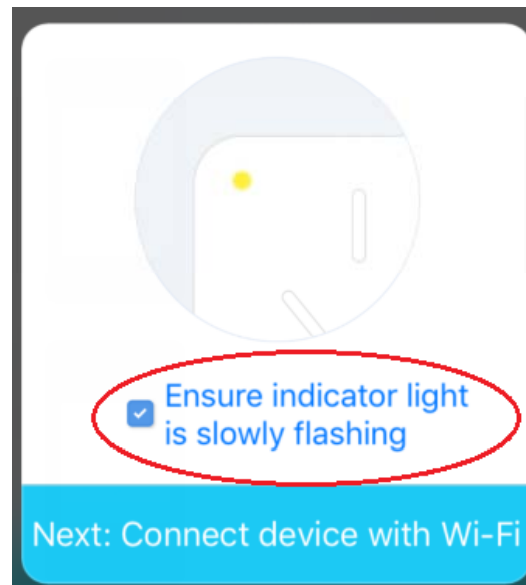 Ensure indicator light
is slowly flashing
Next: Connect device with Wi-Fi